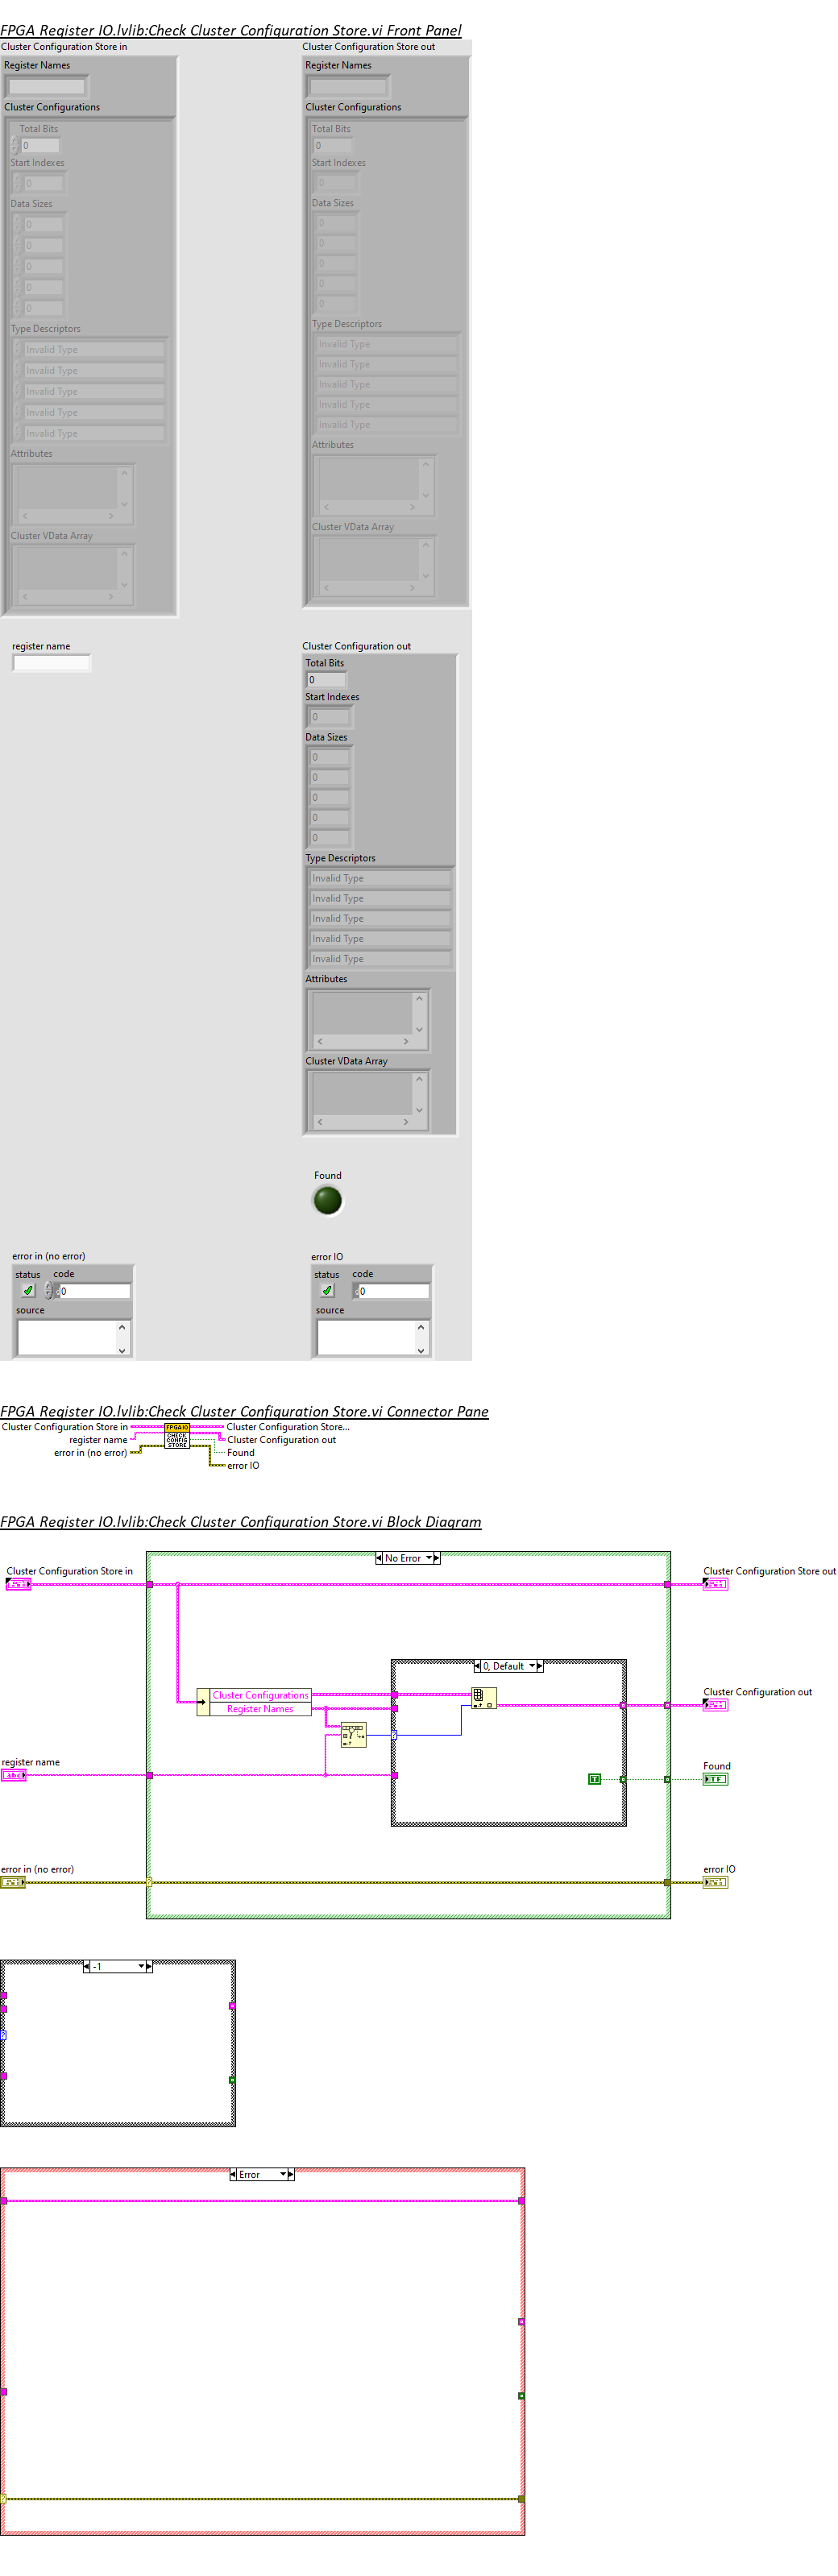 FPGA Register IO.lvlib:Check Cluster Configuration Store.vi Front Panel
Cluster Configuration Store in
Cluster Configuration Store out
Register Names
Register Names
Cluster Configurations
Cluster Configurations
Total Bits
Total Bits
0
0
Start Indexes
Start Indexes
0
0
Data Sizes
Data Sizes
0
0
0
0
0
0
0
0
0
0
Type Descriptors
Type Descriptors
Invalid Type
Invalid Type
Invalid Type
Invalid Type
Invalid Type
Invalid Type
Invalid Type
Invalid Type
Invalid Type
Invalid Type
Attributes
Attributes
Cluster VData Array
Cluster VData Array
register name
Cluster Configuration out
Total Bits
0
Start Indexes
0
Data Sizes
0
0
0
0
0
Type Descriptors
Invalid Type
Invalid Type
Invalid Type
Invalid Type
Invalid Type
Attributes
Cluster VData Array
Found
error in (no error)
error IO
status code
status code
0
0
source
source
FPGA Register IO.lvlib:Check Cluster Configuration Store.vi Connector Pane
Cluster Configuration Store in
register name
error in (no error)
FPGA IO
CHECK
CONFIG
STORE
Cluster Configuration Store...
Cluster Configuration out
Found
error IO
FPGA Register IO.lvlib:Check Cluster Configuration Store.vi Block Diagram
No Error
Cluster Configuration Store in
Cluster Configuration Store out
0, Default
Cluster Configurations
Register Names
Cluster Configuration out
register name
abc
Found
T
TF
error in (no error)
error IO
-1
Error